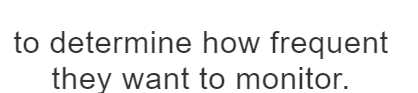 to determine how frequent
they want to monitor.